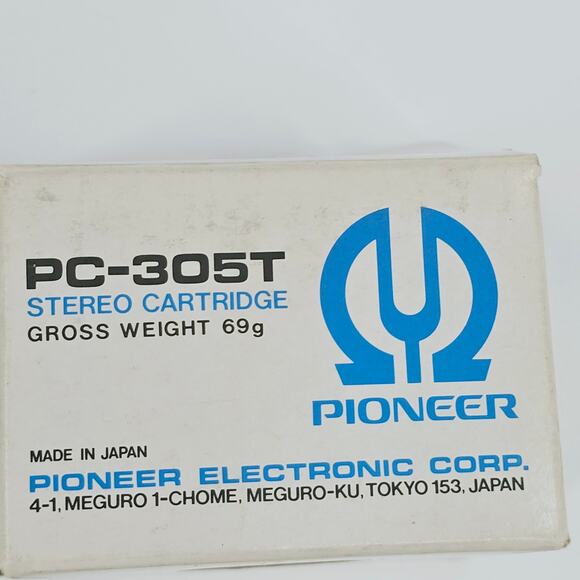 PC-305T
STEREO CARTRIDGE
GROSS WEIGHT 69g
PIONEER
MADE IN JAPAN
PIONEER ELECTRONIC CORP.
4-1, MEGURO 1-CHOME, MEGURO-KU, TOKYO 153, JAPAN